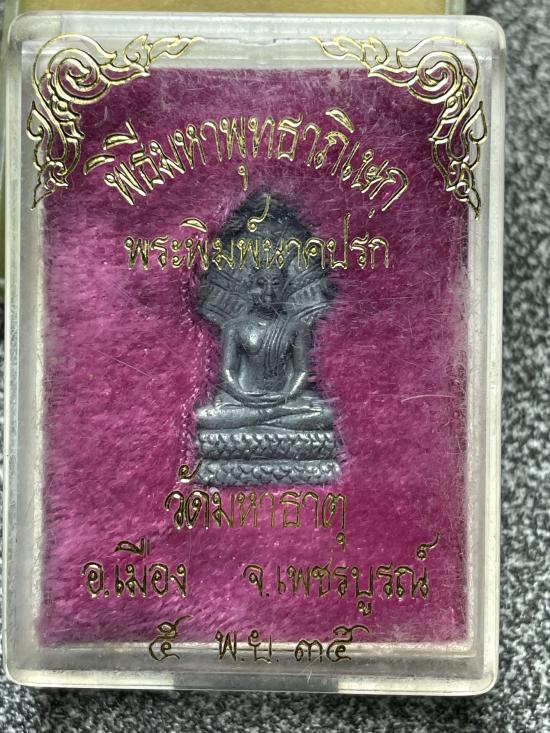 พิธีมหาพุทธาภิเษก
พระพิมพ์นาคปรก
วัดมหาธาตุ
อ.เมือง จ.เพชรบูรณ์
๕ พ.ย. ๓๕